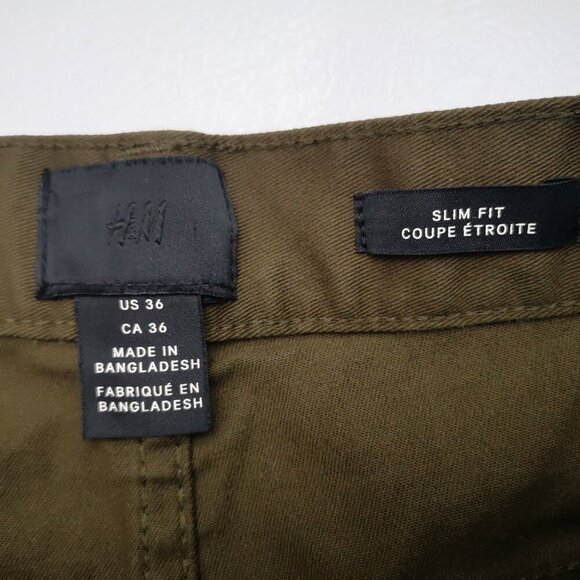 H&M
US 36
CA 36
MADE IN
BANGLADESH
FABRIQUÉ EN
BANGLADESH
SLIM FIT
COUPE ÉTROITE